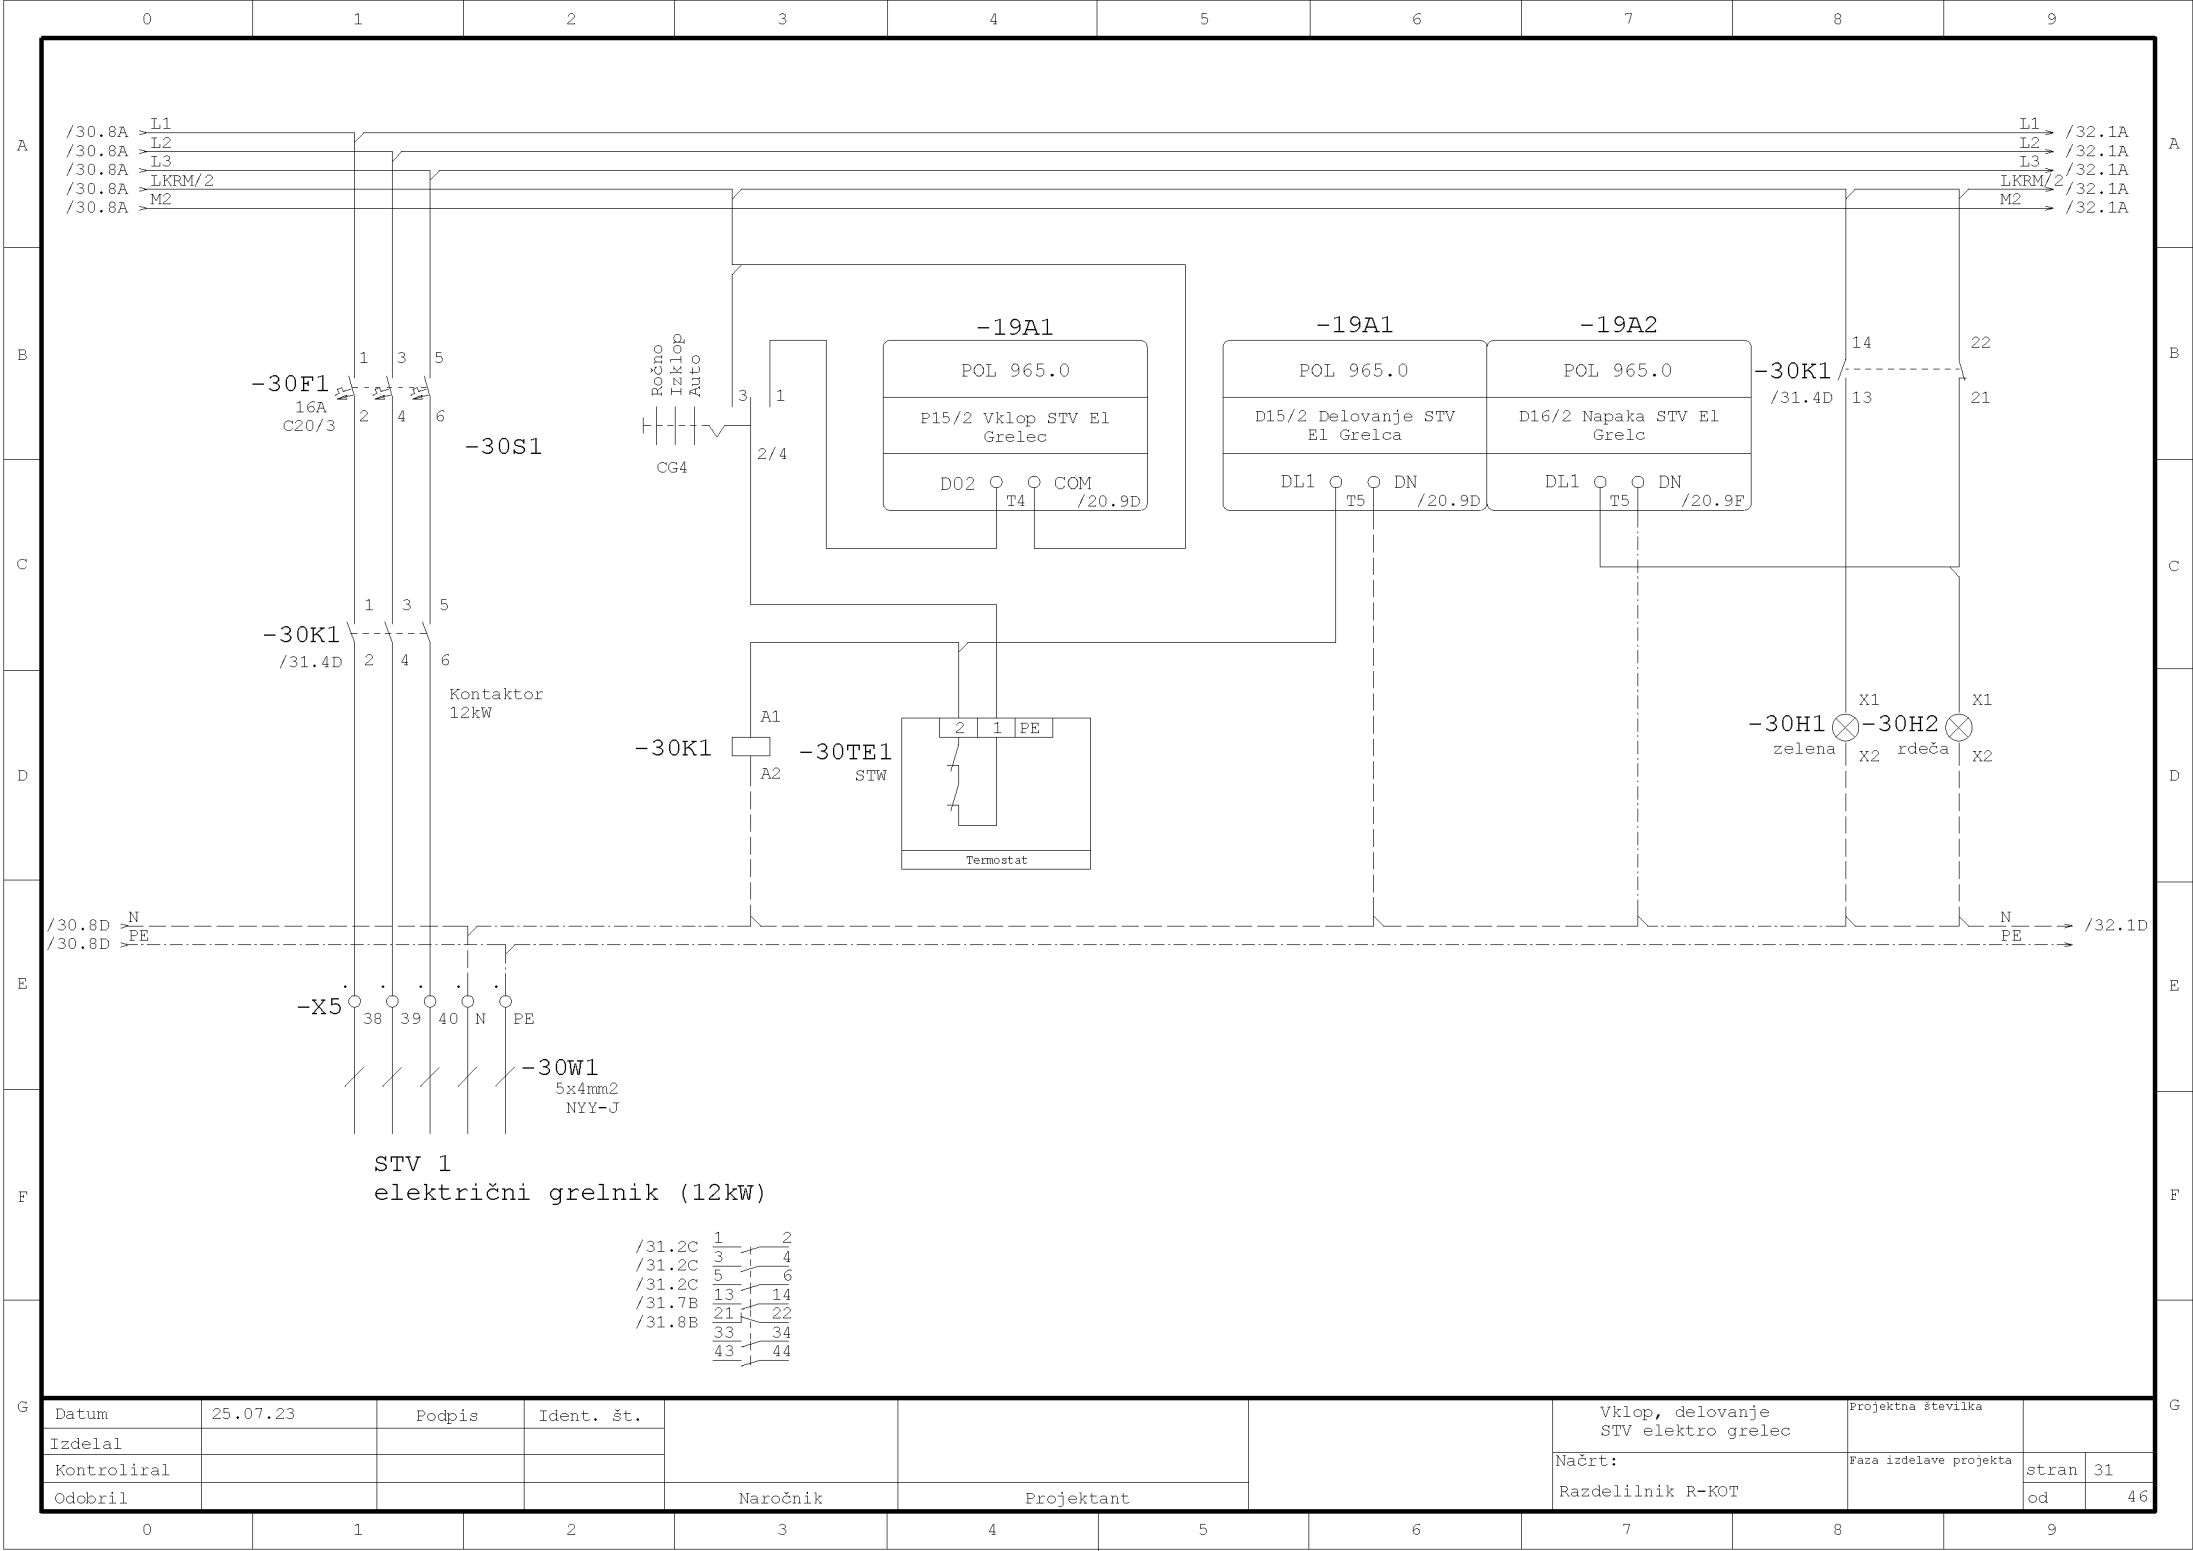 0 1 2 3 4 5 6 7 8 9
A A
/30.8A L1 L1 /32.1A
/30.8A L2 L2 /32.1A
/30.8A L3 L3 /32.1A
/30.8A LKRM/2 LKRM/2 /32.1A
/30.8A M2 M2 /32.1A
B B
-30F1
16A
C20/3
1 3 5
2 4 6
-30S1
Ročno
Izklop
Auto
CG4
3 1
2/4
-19A1
POL 965.0
P15/2 Vklop STV El
Grelec
DO2 COM
T4 /20.9D
-19A1
POL 965.0
D15/2 Delovanje STV
El Grelca
DL1 DN
T5 /20.9D
-19A2
POL 965.0
D16/2 Napaka STV El
Grelc
DL1 DN
T5 /20.9F
-30K1
/31.4D
14 22
13 21
C C
-30K1
/31.4D
1 3 5
2 4 6
Kontaktor
12kW
-30K1
A1
A2
-30TE1
STW
2 1 PE
Termostat
-30H1
zelena
X1
X2
-30H2
rdeča
X1
X2
D D
/30.8D N N /32.1D
/30.8D PE PE
E E
-X5
38 39 40 N PE
-30W1
5x4mm2
NYY-J
STV 1
električni grelnik (12kW)
F F
/31.2C 1 2
/31.2C 3 4
/31.2C 5 6
/31.7B 13 14
/31.8B 21 22
33 34
43 44
G G
Datum 25.07.23 Podpis Ident. št.
Izdelal
Kontroliral
Odobril
Naročnik Projektant
Vklop, delovanje
STV elektro grelec
Načrt:
Razdelilnik R-KOT
Projektna številka
Faza izdelave projekta
stran 31
od 46
0 1 2 3 4 5 6 7 8 9